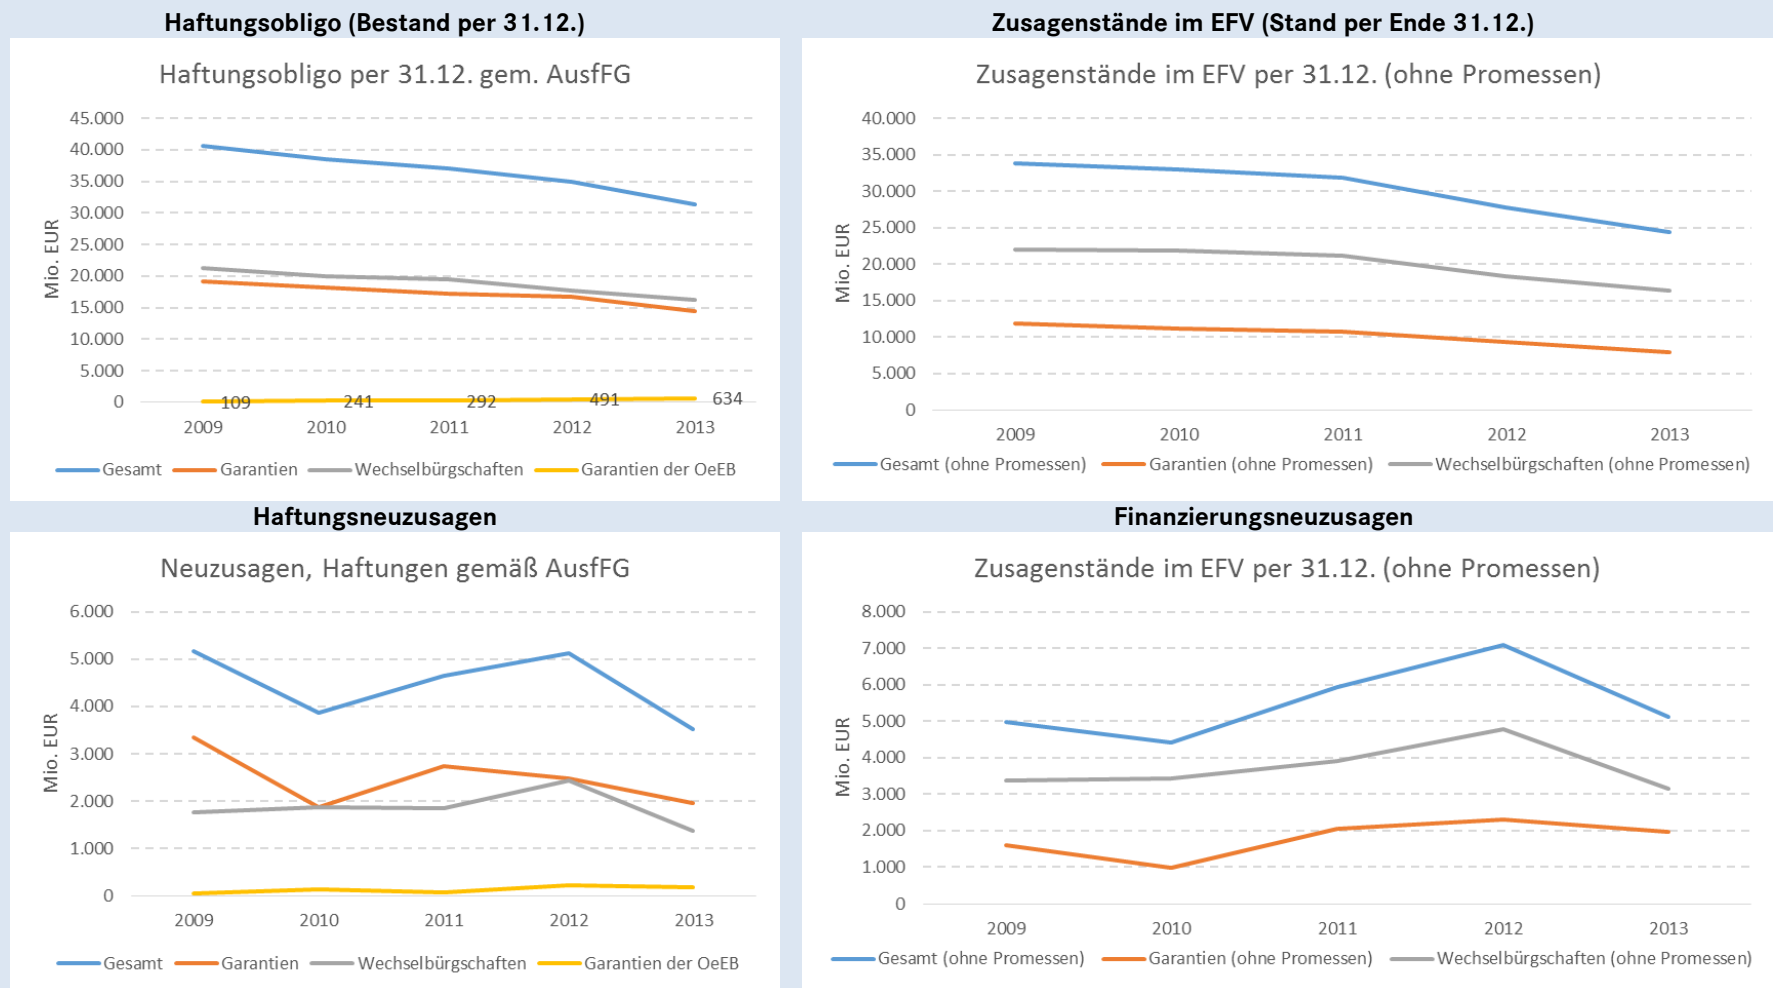 Haftungsobligo (Bestand per 31.12.)
Haftungsobligo per 31.12. gem. AusfFG
45.000
40.000
35.000
30.000
25.000
20.000
15.000
10.000
5.000
0
Mio. EUR
109 241 292 491 634
2009 2010 2011 2012 2013
Gesamt Garantien Wechselbürgschaften Garantien der OeEB
Zusagenstände im EFV (Stand per Ende 31.12.)
Zusagenstände im EFV per 31.12. (ohne Promessen)
40.000
35.000
30.000
25.000
20.000
15.000
10.000
5.000
0
Mio. EUR
2009 2010 2011 2012 2013
Gesamt (ohne Promessen) Garantien (ohne Promessen) Wechselbürgschaften (ohne Promessen)
Haftungsneuzusagen
Neuzusagen, Haftungen gemäß AusfFG
6.000
5.000
4.000
3.000
2.000
1.000
0
Mio. EUR
2009 2010 2011 2012 2013
Gesamt Garantien Wechselbürgschaften Garantien der OeEB
Finanzierungsneuzusagen
Zusagenstände im EFV per 31.12. (ohne Promessen)
8.000
7.000
6.000
5.000
4.000
3.000
2.000
1.000
0
Mio. EUR
2009 2010 2011 2012 2013
Gesamt (ohne Promessen) Garantien (ohne Promessen) Wechselbürgschaften (ohne Promessen)